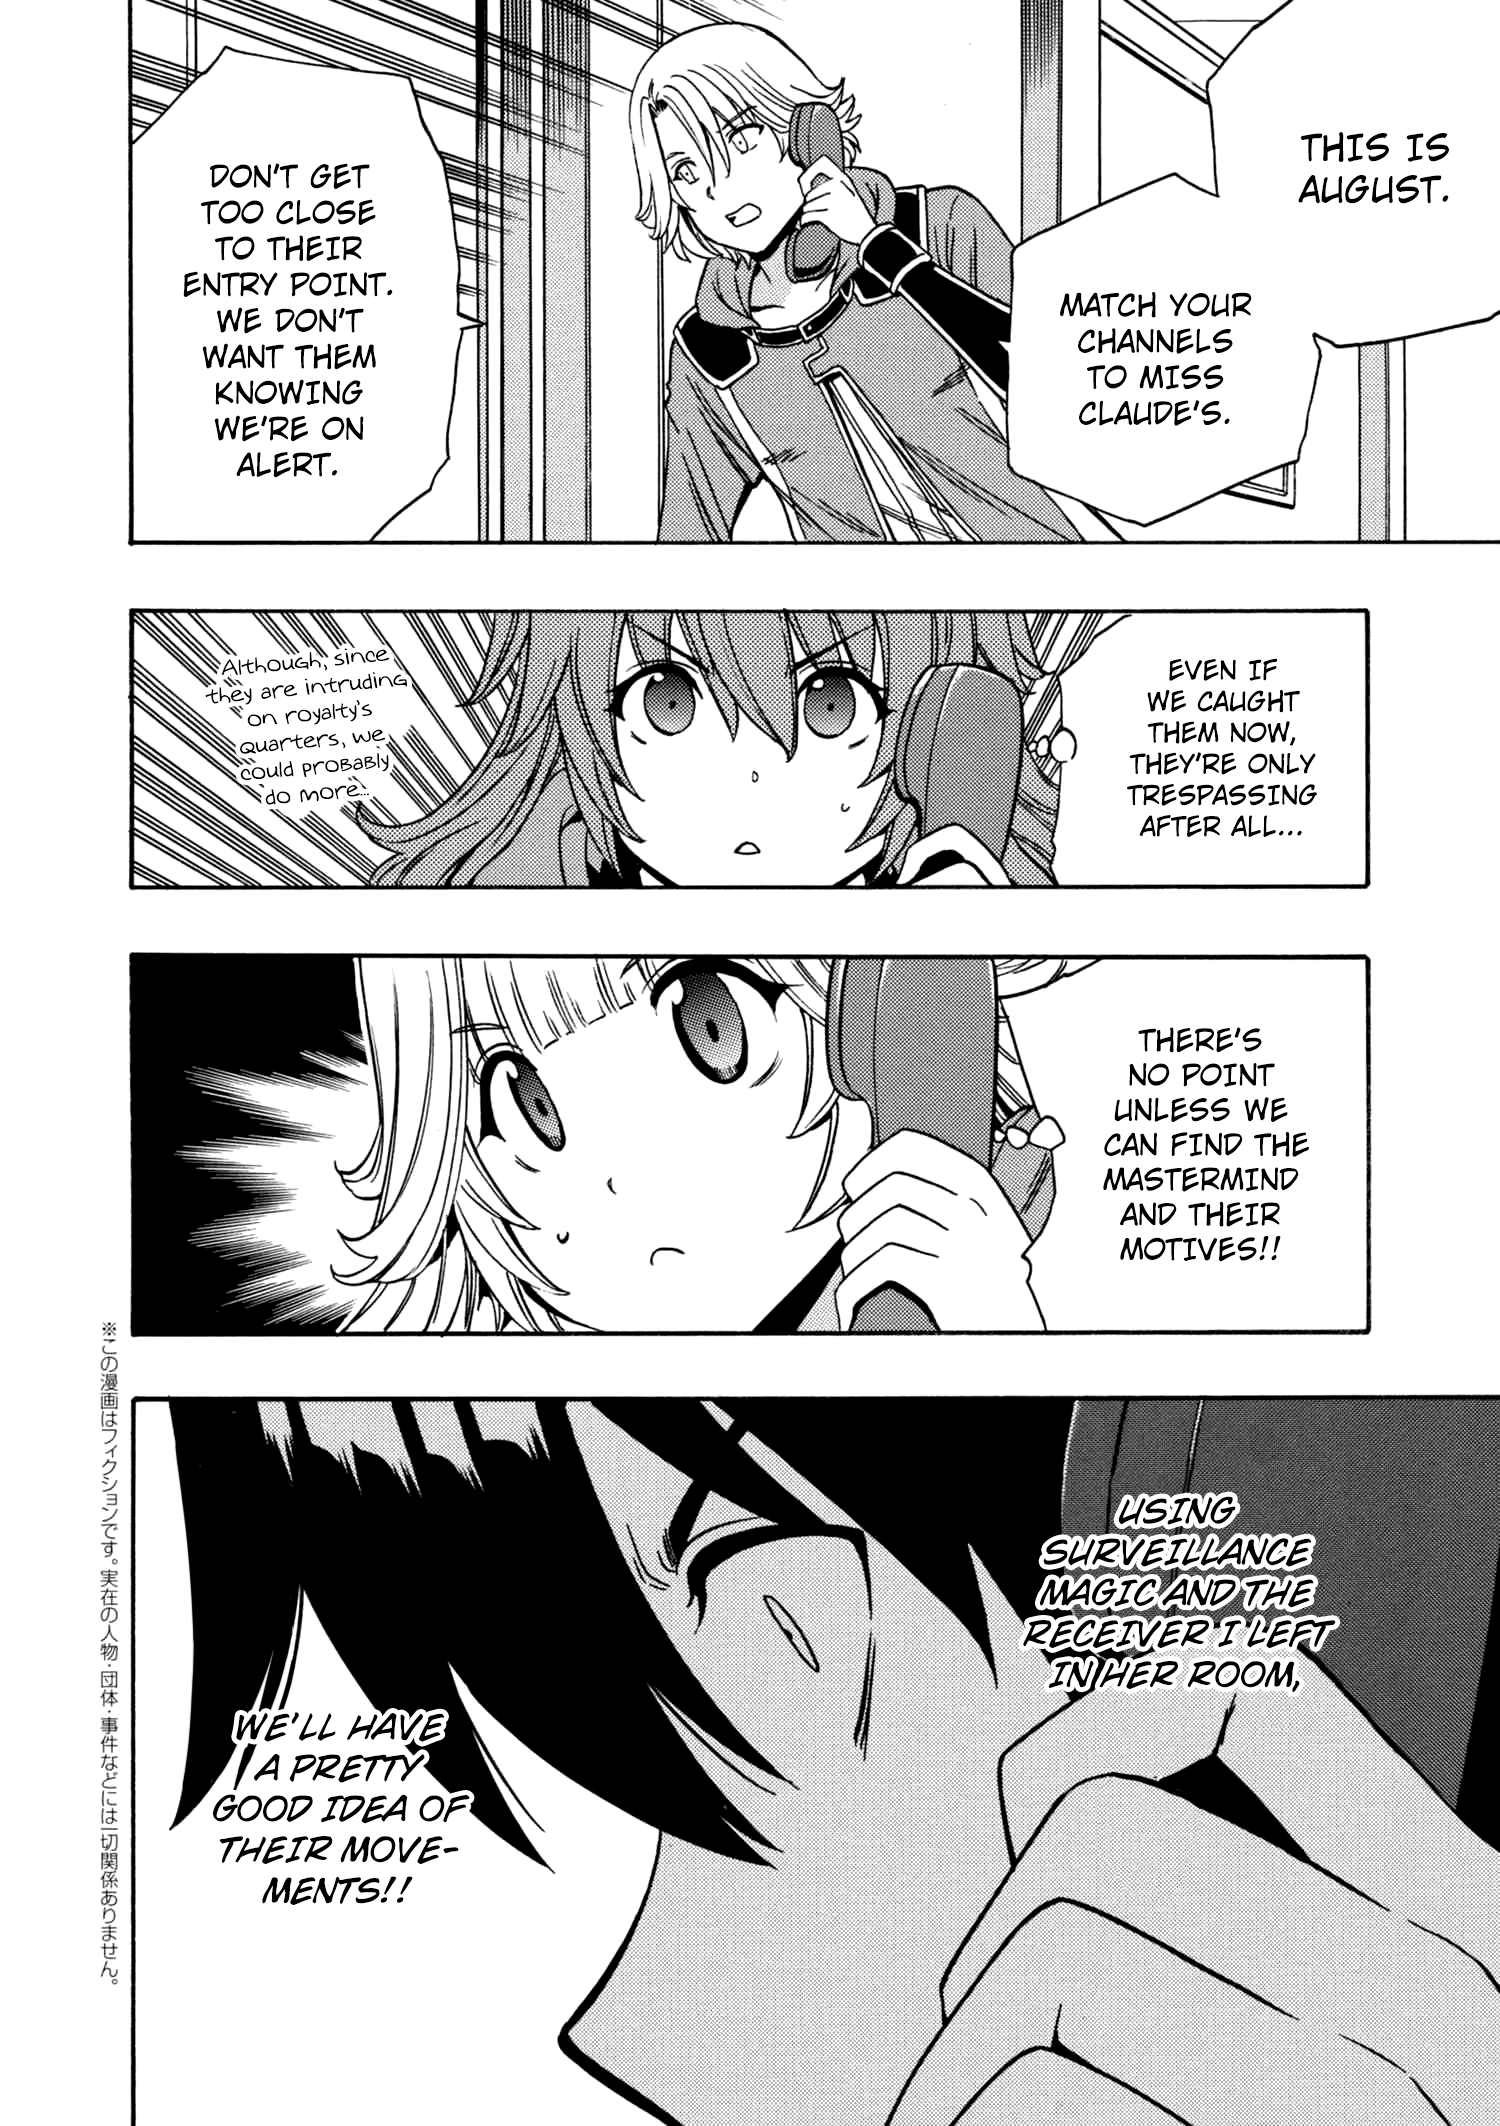 THIS IS
AUGUST.
MATCH YOUR
CHANNELS
TO MISS
CLAUDE'S.
DON'T GET
TOO CLOSE
TO THEIR
ENTRY POINT.
WE DON'T
WANT THEM
KNOWING
WE'RE ON
ALERT.
EVEN IF
WE CAUGHT
THEM NOW,
THEY'RE ONLY
TRESPASSING
AFTER ALL...
Although, since
they are intruding
on royalty's
quarters, we
could probably
do more...
THERE'S
NO POINT
UNLESS WE
CAN FIND THE
MASTERMIND
AND THEIR
MOTIVES!!
USING
SURVEILLANCE
MAGIC AND THE
RECEIVER I LEFT
IN HER ROOM,
WE'LL HAVE
A PRETTY
GOOD IDEA OF
THEIR MOVE-
MENTS!!
※この漫画はフィクションです。実在の人物・団体・事件などには一切関係ありません。